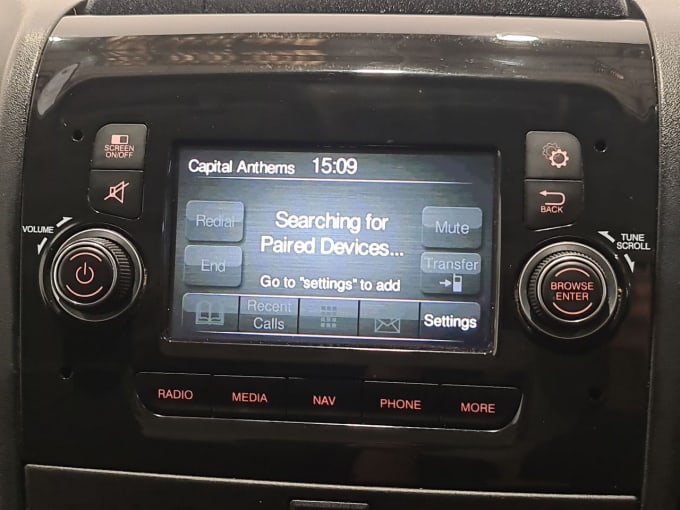 SCREEN
ON/OFF
Capital Anthems 15:09
Redial
Searching for
Paired Devices...
Mute
BACK
VOLUME
TUNE
SCROLL
End
Go to "settings" to add
Transfer
BROWSE
ENTER
Recent
Calls
Settings
RADIO
MEDIA
NAV
PHONE
MORE